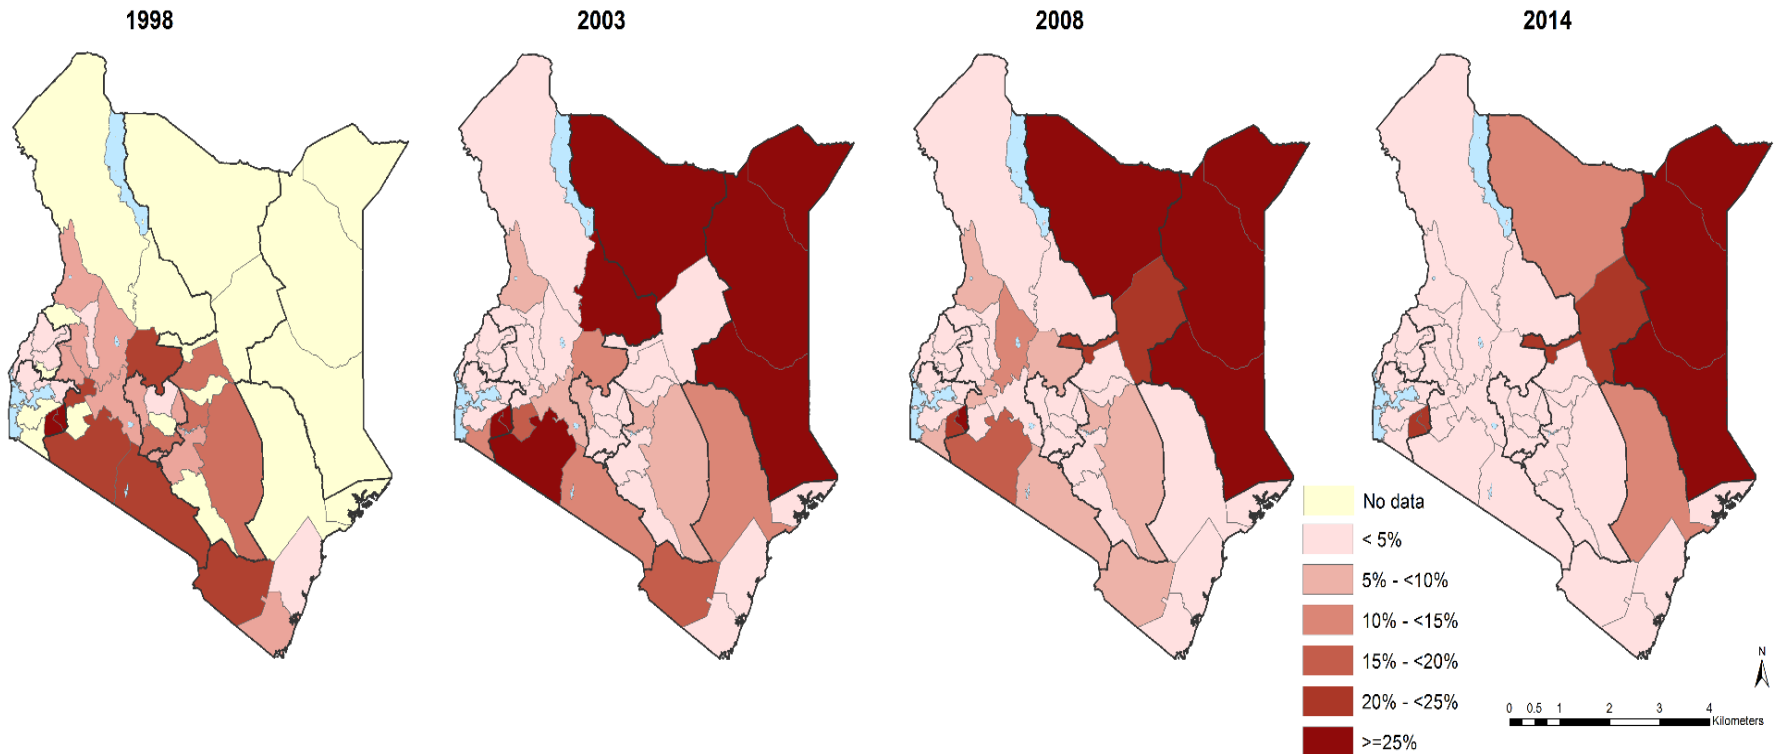 1998
2003
2008
2014
No data
< 5%
5% - <10%
10% - <15%
15% - <20%
20% - <25%
>=25%
N
0 0.5 1 2 3 4
Kilometers